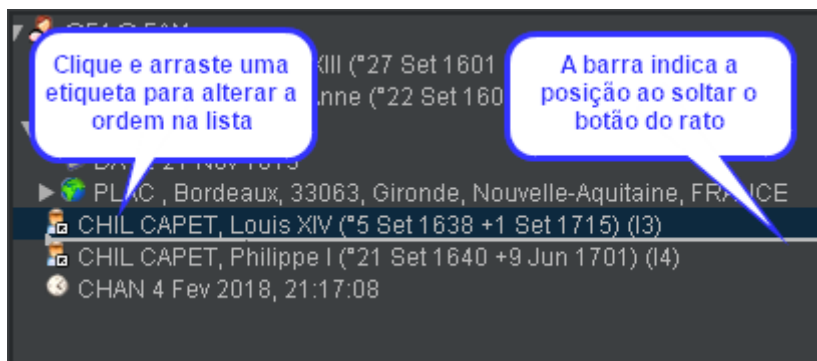 Clique e arraste uma
etiqueta para alterar a
ordem na lista
A barra indica a
posição ao soltar o
botão do rato
XIII (°27 Set 1601
nne (°22 Set 160
PLAC , Bordeaux, 33063, Gironde, Nouvelle-Aquitaine, FRANCE
CHIL CAPET, Louis XIV (°5 Set 1638 +1 Set 1715) (I3)
CHIL CAPET, Philippe I (°21 Set 1640 +9 Jun 1701) (I4)
CHAN 4 Fev 2018, 21:17:08